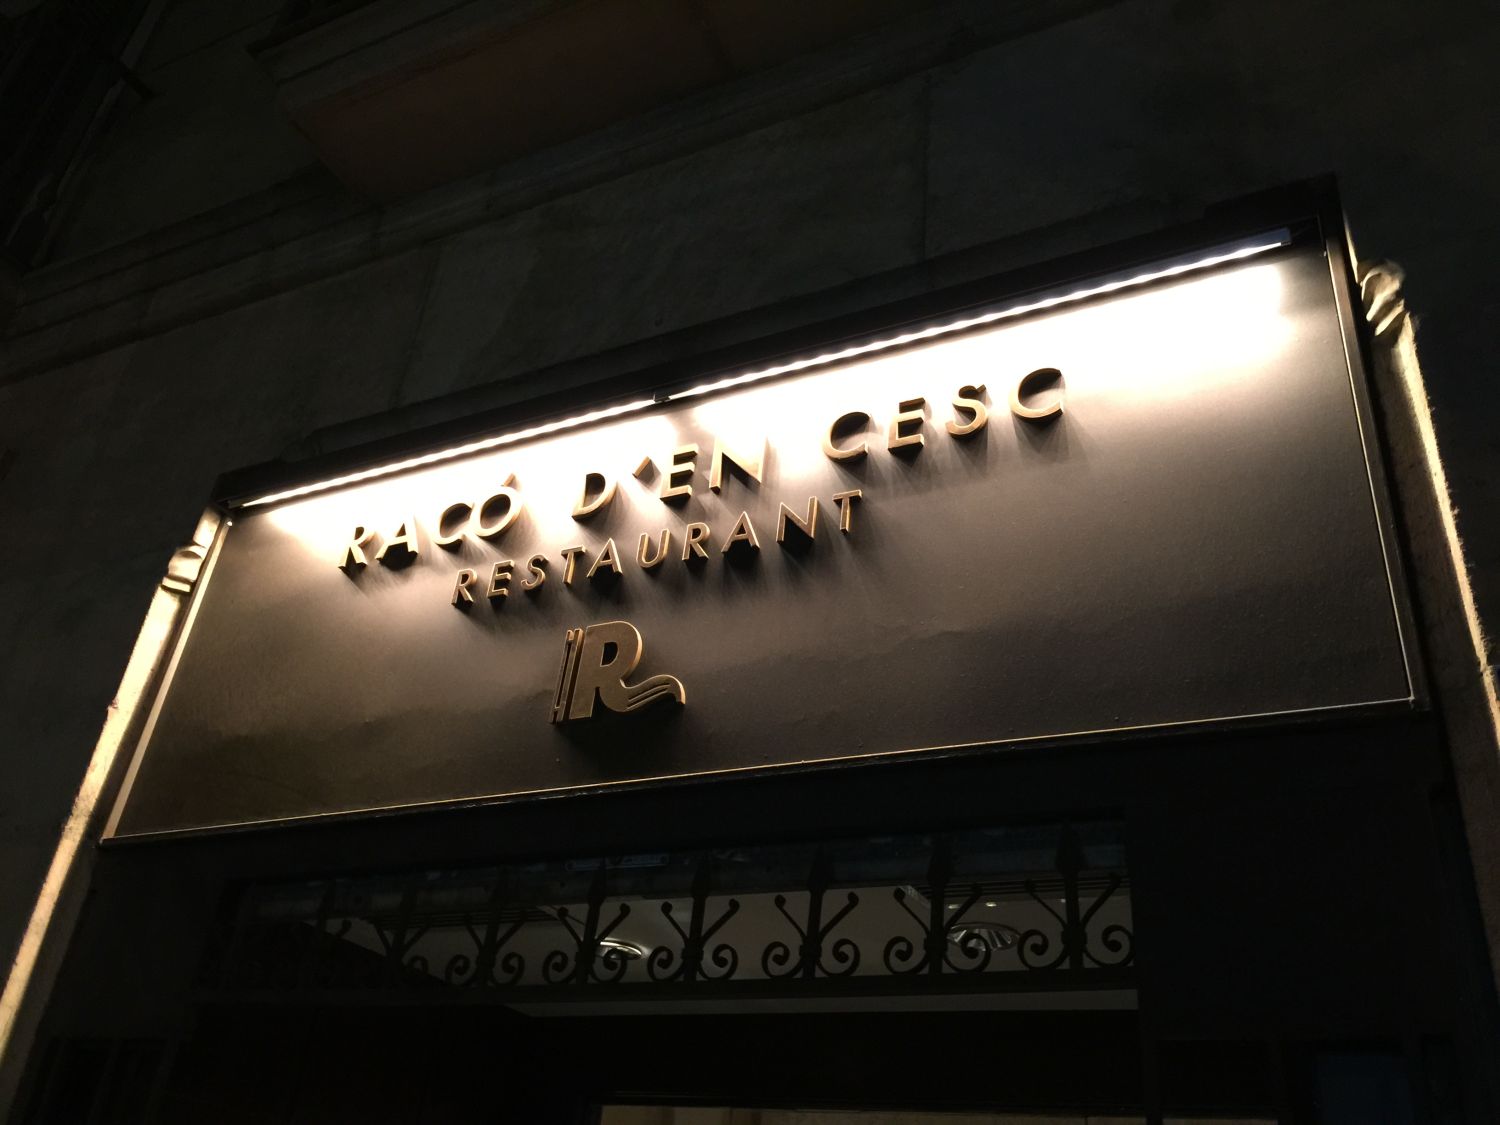 RACÓ D'EN CESC
RESTAURANT
R